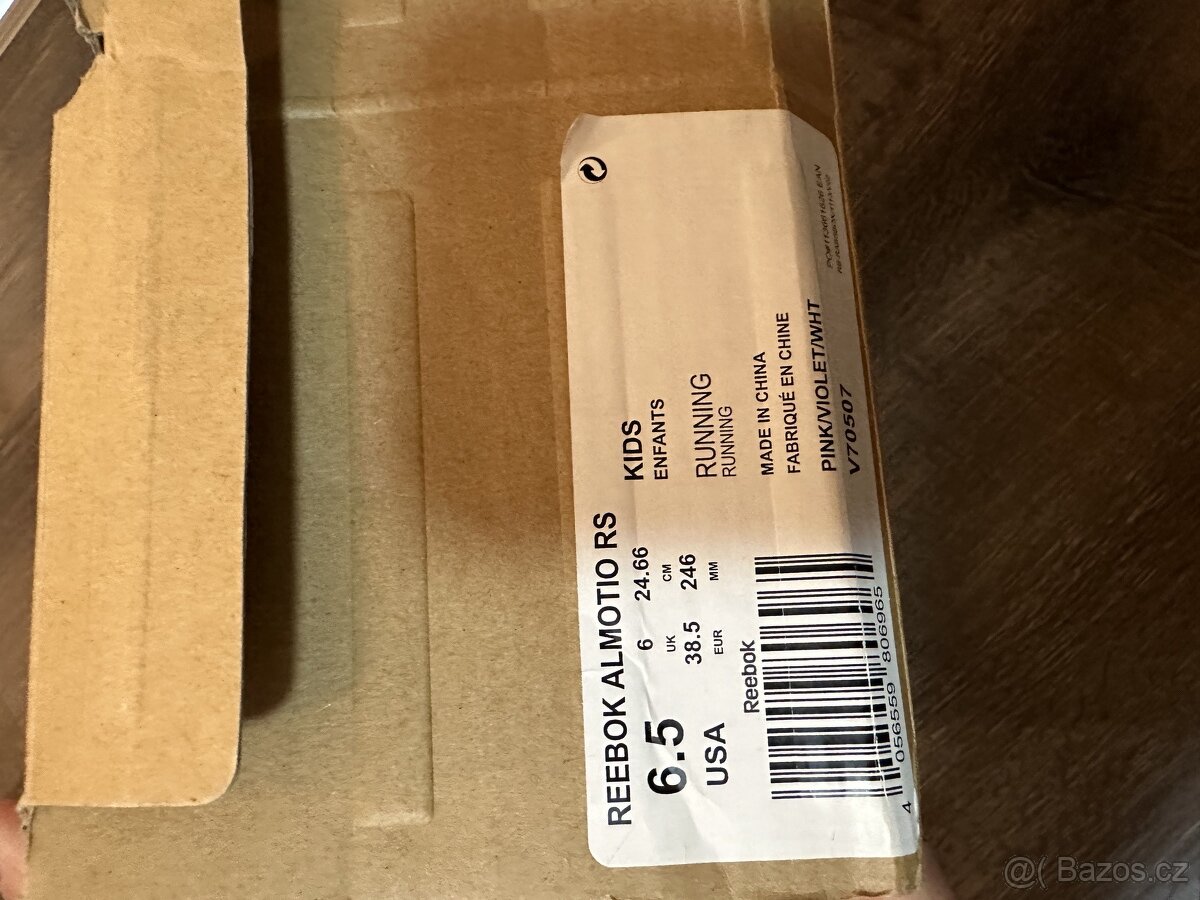 REEBOK ALMOTIO RS
6.5
USA
6
UK
24.66
CM
38.5
EUR
246
MM
KIDS
ENFANTS
RUNNING
RUNNING
Reebok
MADE IN CHINA
FABRIQUÉ EN CHINE
PINK/VIOLET/WHT
V70507
4 056559 806965
@( Bazos.cz